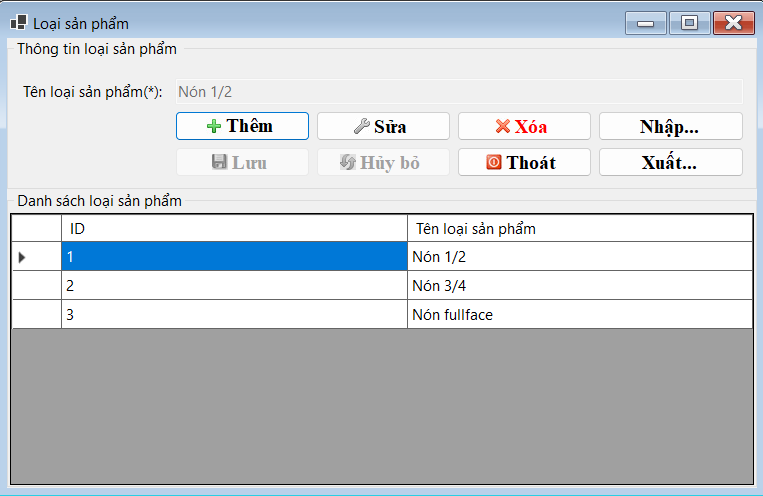 Loại sản phẩm
Thông tin loại sản phẩm
Tên loại sản phẩm(*): Nón 1/2
Thêm Sửa Xóa Nhập...
Lưu Hủy bỏ Thoát Xuất...
Danh sách loại sản phẩm
ID Tên loại sản phẩm
1 Nón 1/2
2 Nón 3/4
3 Nón fullface